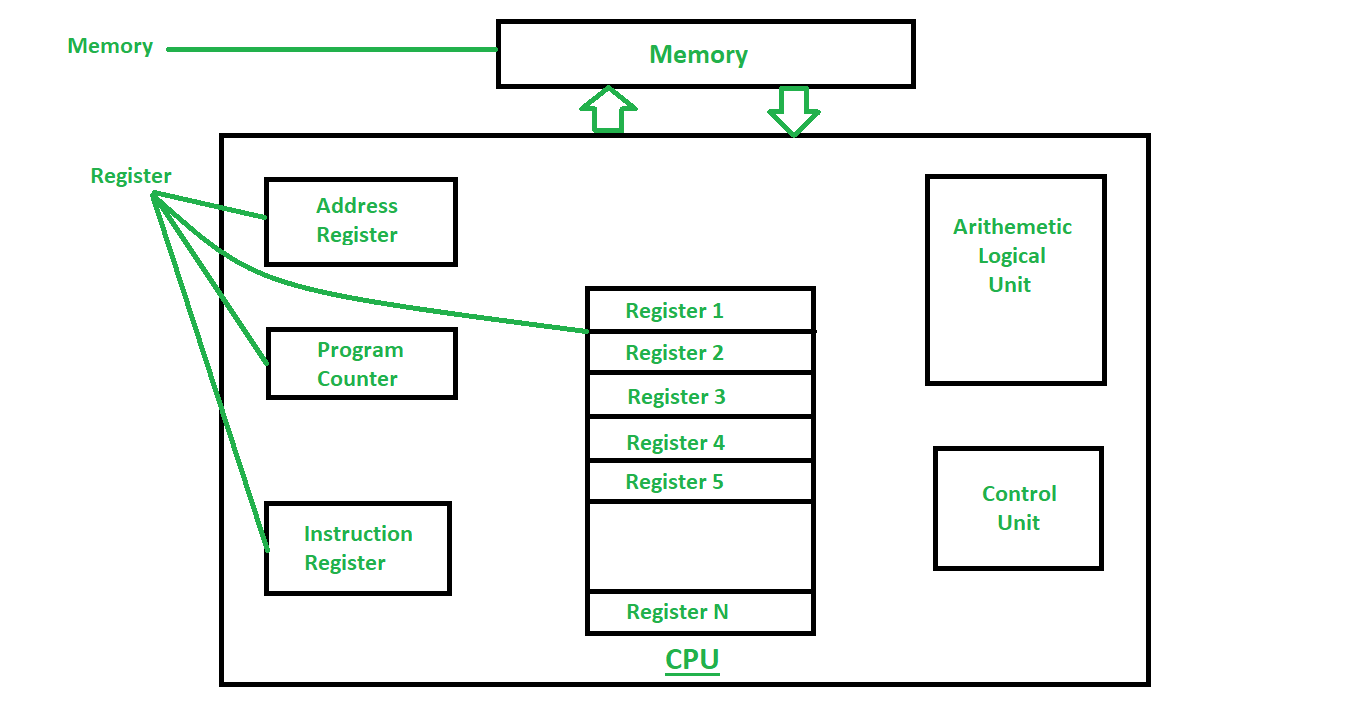 Memory
Memory
Register
Address
Register
Arithemetic
Logical
Unit
Register 1
Program
Counter
Register 2
Register 3
Register 4
Register 5
Instruction
Register
Control
Unit
Register N
CPU